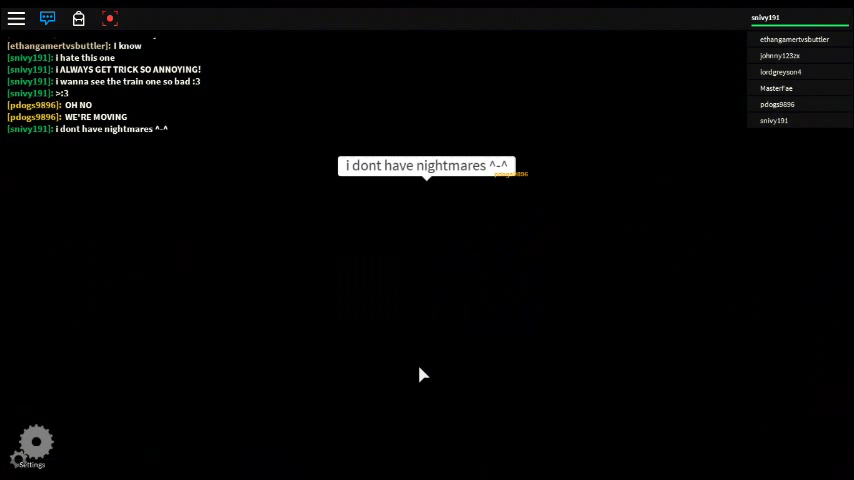 snivy191
[ethangamertvsbuttler]: I know
[snivy191]: i hate this one
[snivy191]: i ALWAYS GET TRICK SO ANNOYING!
[snivy191]: i wanna see the train one so bad :3
[snivy191]: >:3
[pdogs9896]: OH NO
[pdogs9896]: WE'RE MOVING
[snivy191]: i dont have nightmares ^-^
ethangamertvsbuttler
johnny123zx
lordgreyson4
MasterFae
pdogs9896
snivy191
i dont have nightmares ^-^
pdogs9896
Settings